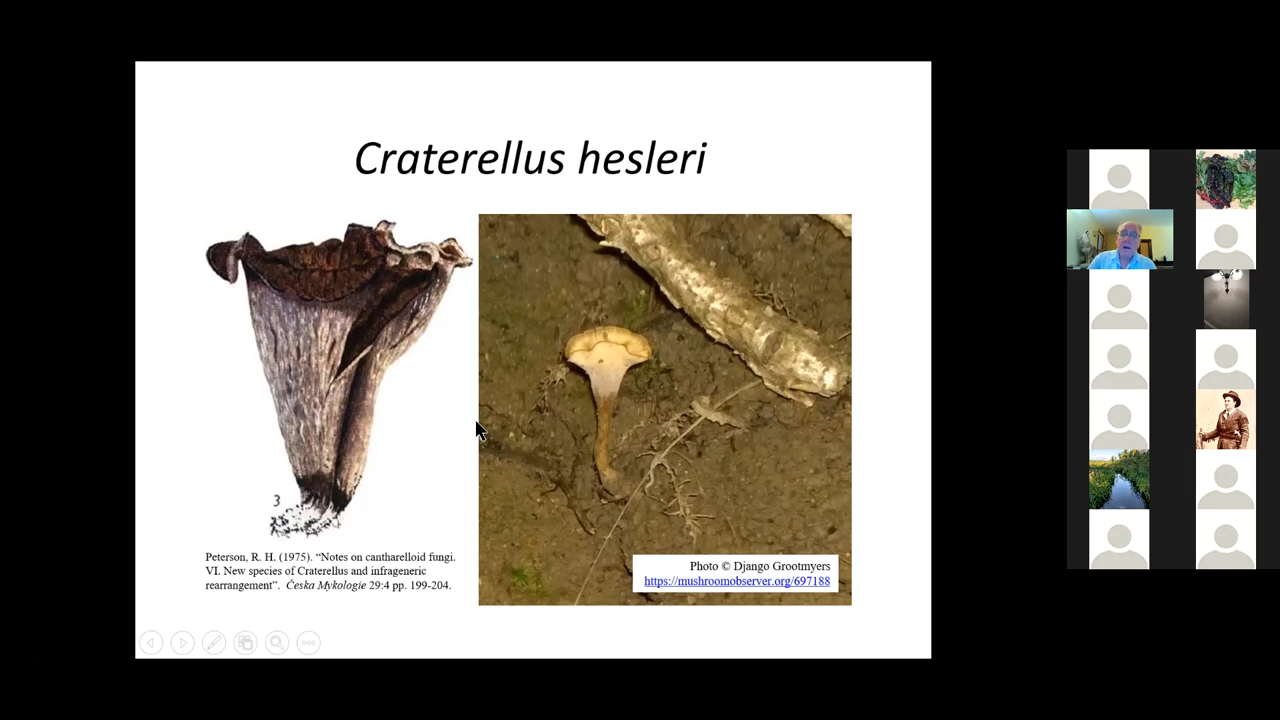 Craterellus hesleri
3
Peterson, R. H. (1975). “Notes on cantharelloid fungi.
VI. New species of Craterellus and infrageneric
rearrangement”. Česka Mykologie 29:4 pp. 199-204.
Photo © Django Grootmyers
https://mushroomobserver.org/697188